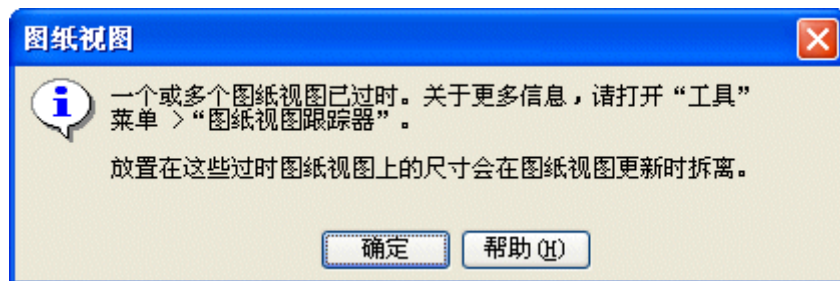 图纸视图
一个或多个图纸视图已过时。关于更多信息，请打开“工具”
菜单 >“图纸视图跟踪器”。
放置在这些过时图纸视图上的尺寸会在图纸视图更新时拆离。
确定
帮助(H)